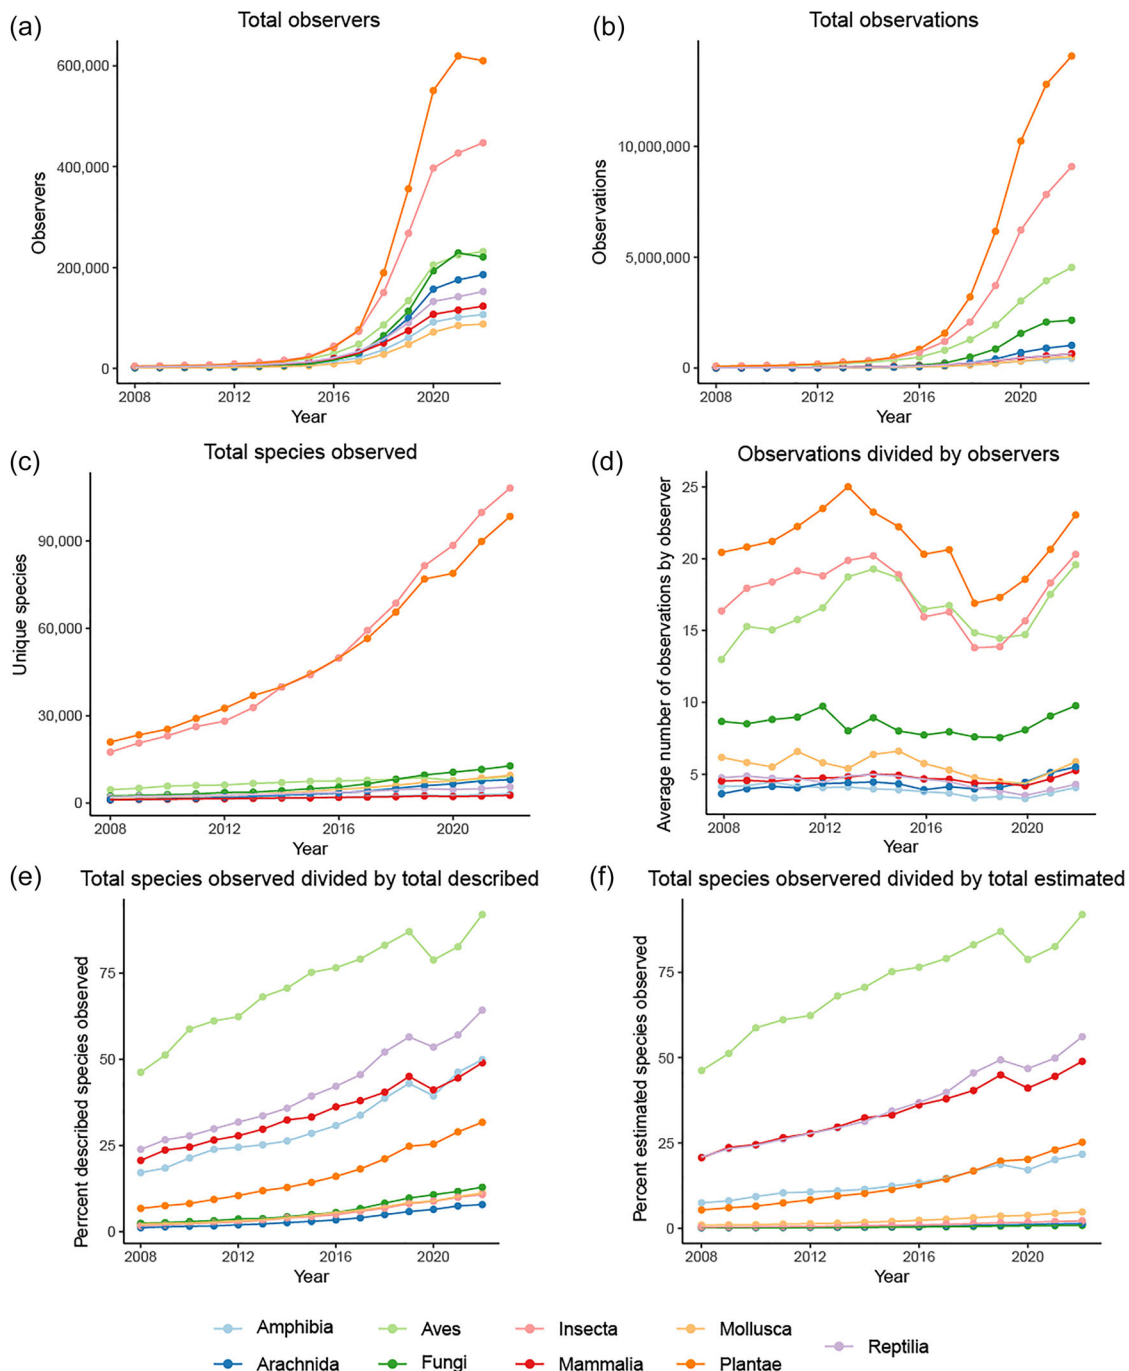 (a)
Total observers
600,000
400,000
200,000
0
Observers
2008 2012 2016 2020
Year
(b)
Total observations
10,000,000
5,000,000
0
Observations
2008 2012 2016 2020
Year
(c)
Total species observed
90,000
60,000
30,000
0
Unique species
2008 2012 2016 2020
Year
(d)
Observations divided by observers
25
20
15
10
5
Average number of observations by observer
2008 2012 2016 2020
Year
(e)
Total species observed divided by total described
75
50
25
0
Perrcent described species observed
2008 2012 2016 2020
Year
(f)
Total species observered divided by total estimated
75
50
25
0
Percent estimated species observed
2008 2012 2016 2020
Year
Amphibia Aves Insecta Mollusca Reptilia
Arachnida Fungi Mammalia Plantae